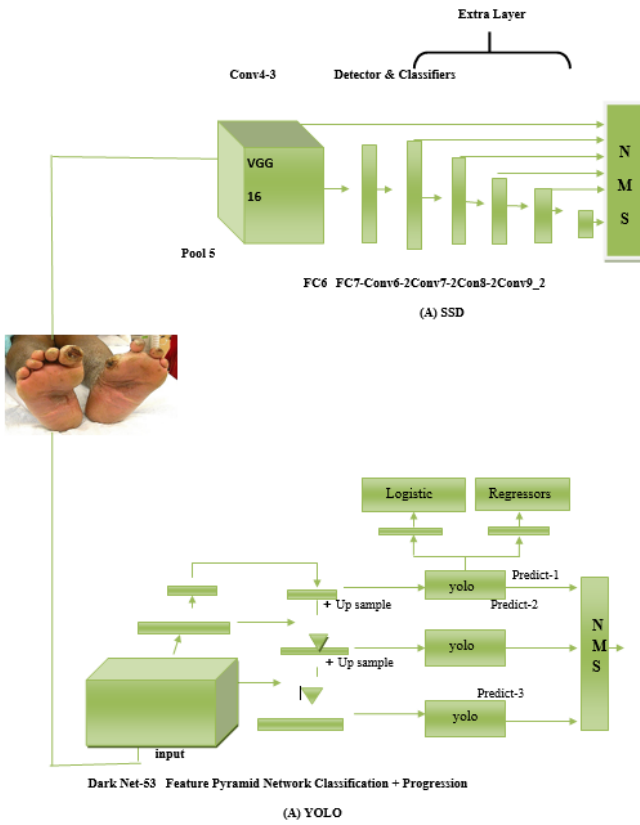 Extra Layer
Conv4-3 Detector & Classifiers
VGG
16
N
M
S
Pool 5
FC6 FC7-Conv6-2Conv7-2Con8-2Conv9_2
(A) SSD
Logistic Regressors
yolo Predict-1
+ Up sample Predict-2
yolo
+ Up sample
N
M
S
Predict-3
yolo
input
Dark Net-53 Feature Pyramid Network Classification + Progression
(A) YOLO